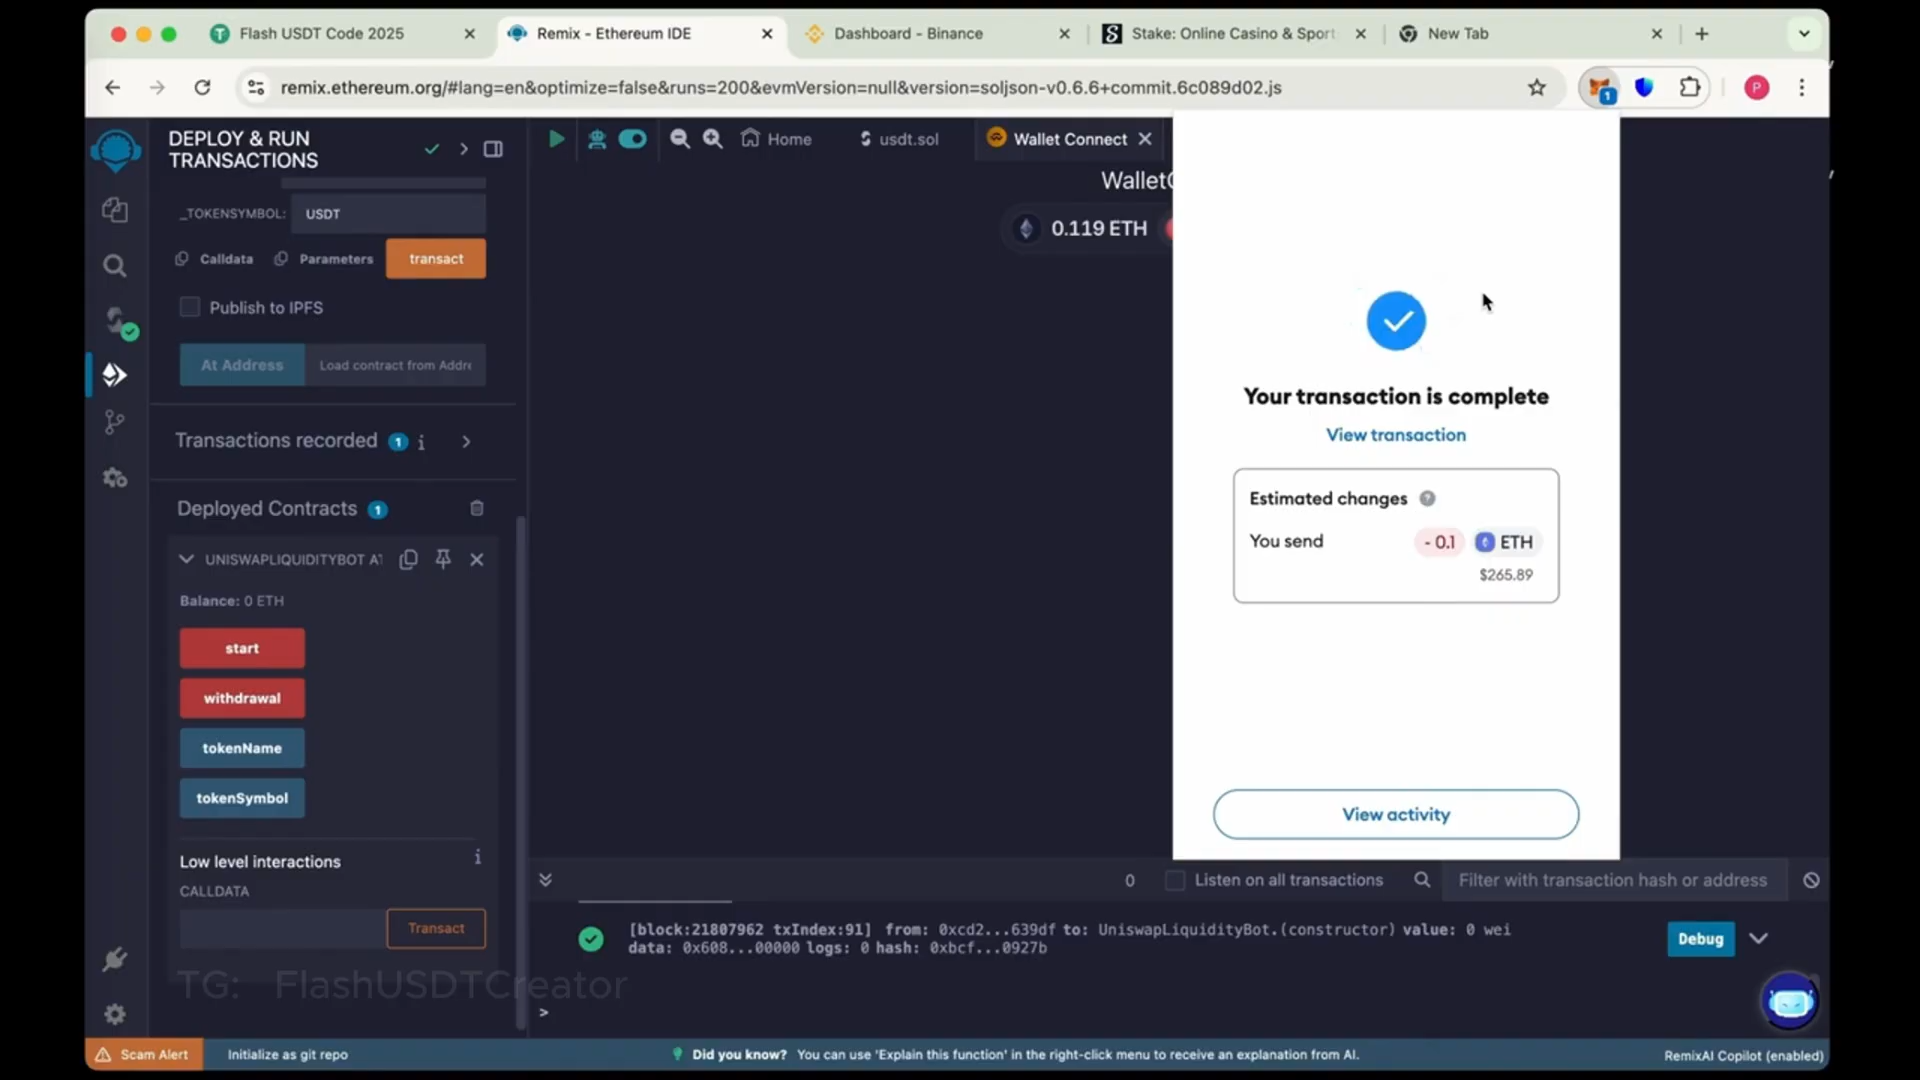 Flash USDT Code 2025
Remix - Ethereum IDE
Dashboard - Binance
Stake: Online Casino & Sport
New Tab
remix.ethereum.org/#lang=en&optimize=false&runs=200&evmVersion=null&version=soljson-v0.6.6+commit.6c089d02.js
1
P
DEPLOY & RUN
TRANSACTIONS
Home
usdt.sol
Wallet Connect
_TOKENSYMBOL:
USDT
Calldata
Parameters
transact
Publish to IPFS
At Address
Load contract from Addre
Transactions recorded 1 i
Deployed Contracts 1
UNISWAPLIQUIDITYBOT AT
Balance: 0 ETH
start
withdrawal
tokenName
tokenSymbol
Low level interactions
i
CALLDATA
Transact
WalletC
0.119 ETH
Your transaction is complete
View transaction
Estimated changes ?
You send
- 0.1
ETH
$265.89
View activity
0
Listen on all transactions
Filter with transaction hash or address
[block:21807962 txIndex:91] from: 0xcd2...639df to: UniswapLiquidityBot.(constructor) value: 0 wei
data: 0x608...00000 logs: 0 hash: 0xbcf...0927b
Debug
>
TG: FlashUSDTCreator
Scam Alert
Initialize as git repo
Did you know? You can use 'Explain this function' in the right-click menu to receive an explanation from AI.
RemixAI Copilot (enabled)